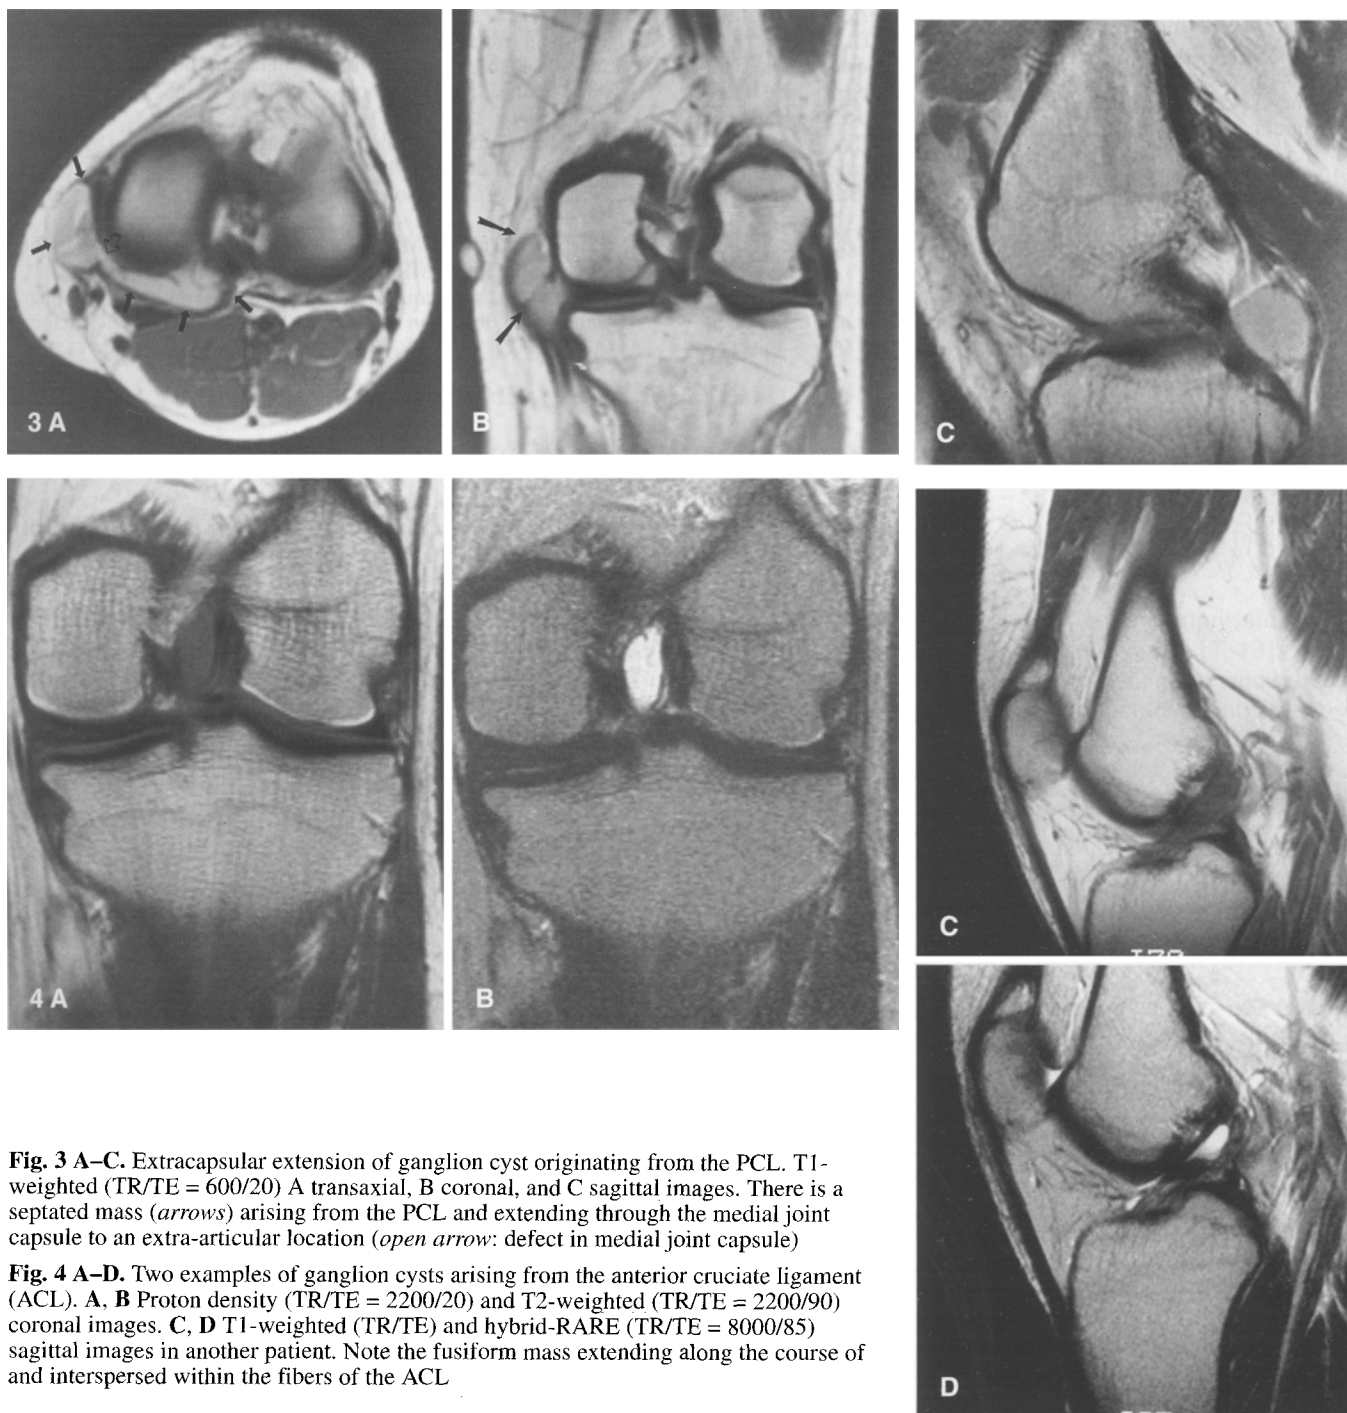 3 A
B
C
4 A
B
C
D
Fig. 3 A–C. Extracapsular extension of ganglion cyst originating from the PCL. T1-
weighted (TR/TE = 600/20) A transaxial, B coronal, and C sagittal images. There is a
septated mass (arrows) arising from the PCL and extending through the medial joint
capsule to an extra-articular location (open arrow: defect in medial joint capsule)
Fig. 4 A–D. Two examples of ganglion cysts arising from the anterior cruciate ligament
(ACL). A, B Proton density (TR/TE = 2200/20) and T2-weighted (TR/TE = 2200/90)
coronal images. C, D T1-weighted (TR/TE) and hybrid-RARE (TR/TE = 8000/85)
sagittal images in another patient. Note the fusiform mass extending along the course of
and interspersed within the fibers of the ACL